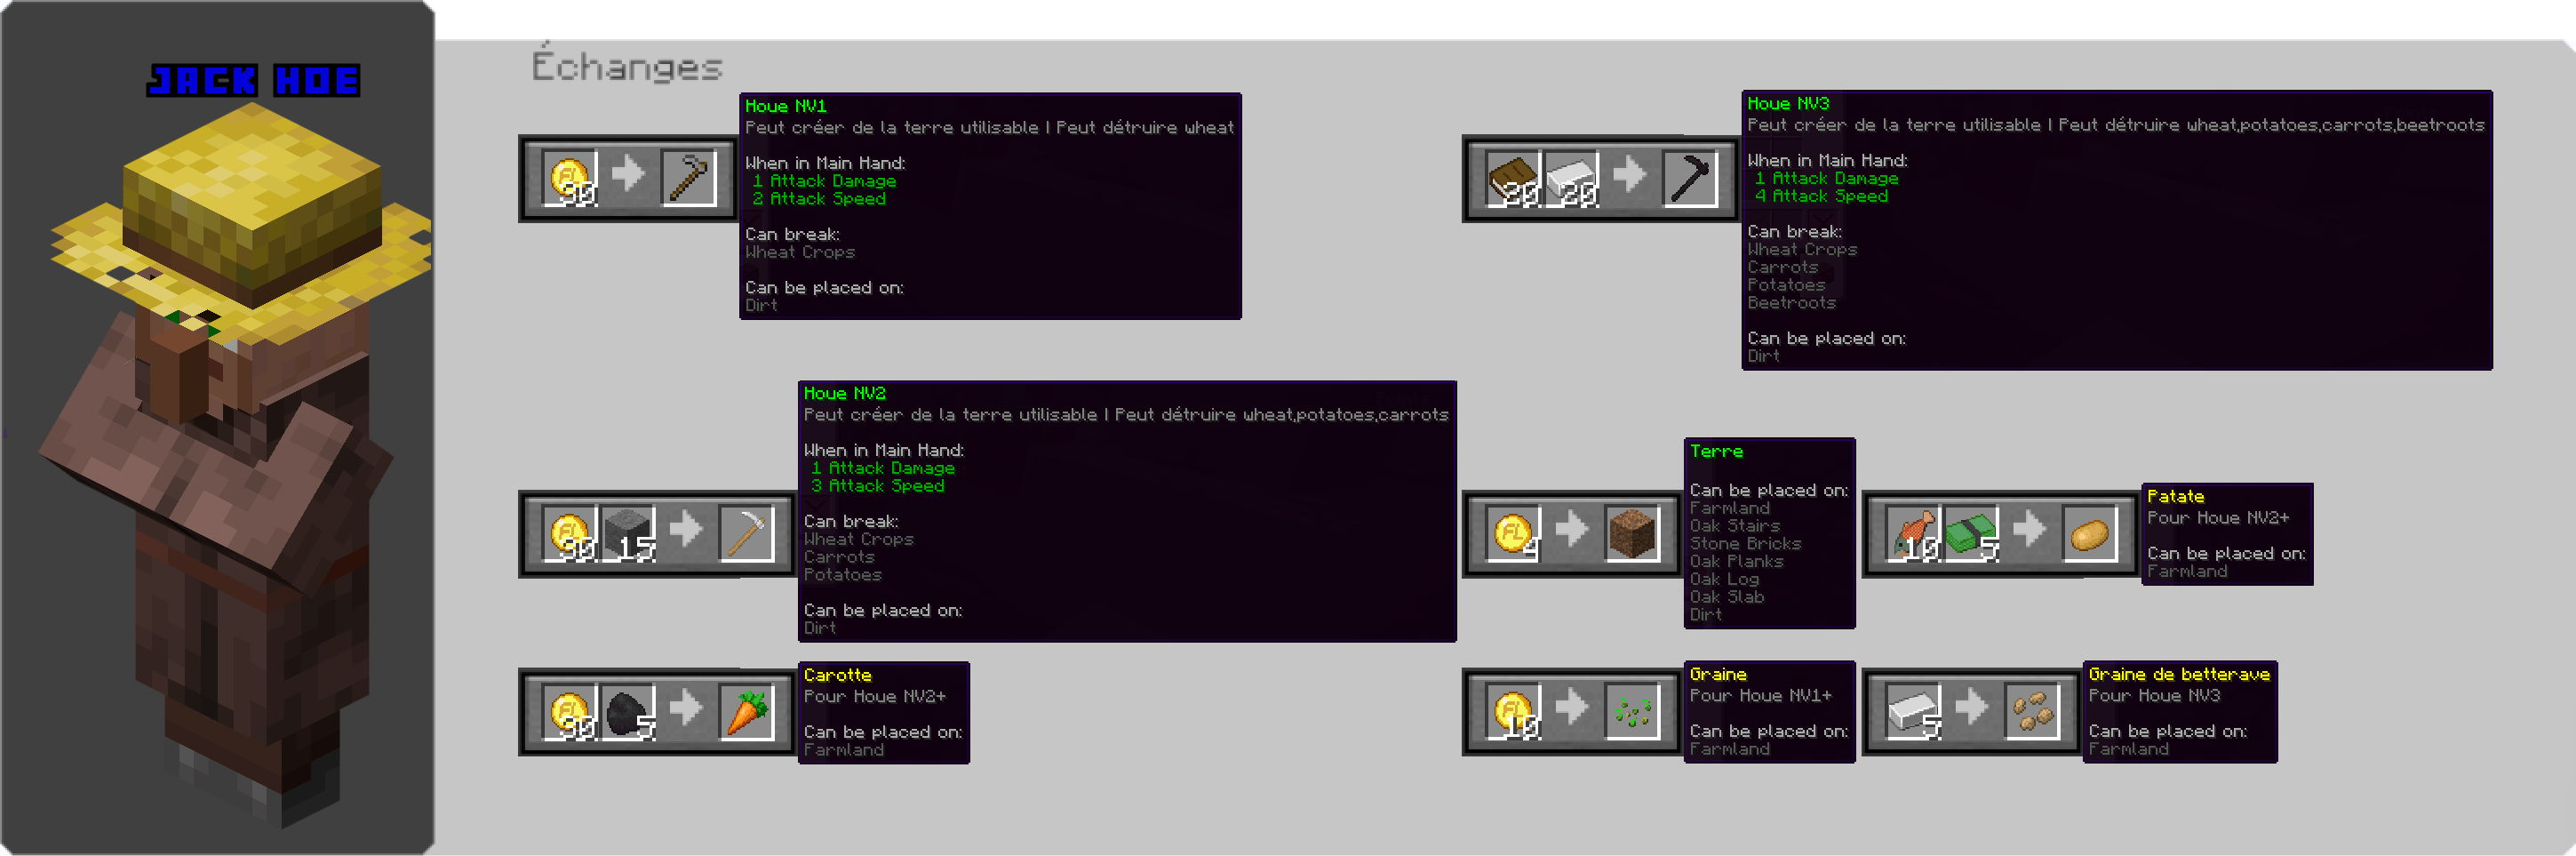 JACK HOE
Échanges
Houe NV1
Peut créer de la terre utilisable | Peut détruire wheat
When in Main Hand:
1 Attack Damage
2 Attack Speed
Can break:
Wheat Crops
Can be placed on:
Dirt
FL
30
Houe NV3
Peut créer de la terre utilisable | Peut détruire wheat,potatoes,carrots,beetroots
When in Main Hand:
1 Attack Damage
4 Attack Speed
Can break:
Wheat Crops
Carrots
Potatoes
Beetroots
Can be placed on:
Dirt
20 20
Houe NV2
Peut créer de la terre utilisable | Peut détruire wheat,potatoes,carrots
When in Main Hand:
1 Attack Damage
3 Attack Speed
Can break:
Wheat Crops
Carrots
Potatoes
Can be placed on:
Dirt
FL
30 15
Terre
Can be placed on:
Farmland
Oak Stairs
Stone Bricks
Oak Planks
Oak Log
Oak Slab
Dirt
FL
4
Patate
Pour Houe NV2+
Can be placed on:
Farmland
10 5
Carotte
Pour Houe NV2+
Can be placed on:
Farmland
FL
30 5
Graine
Pour Houe NV1+
Can be placed on:
Farmland
FL
10
Graine de betterave
Pour Houe NV3
Can be placed on:
Farmland
5